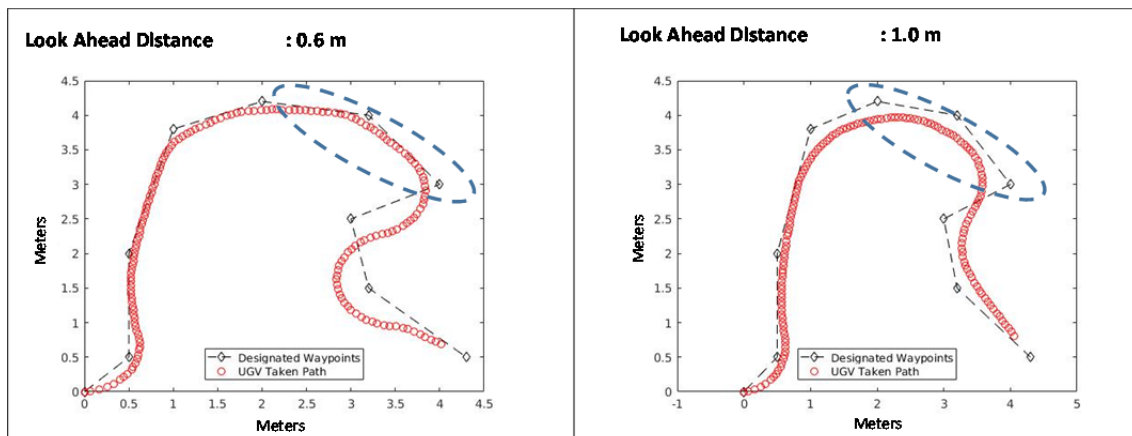 Look Ahead Distance : 0.6 m
4.5
4
3.5
3
2.5
2
1.5
1
0.5
0
Meters
Designated Waypoints
UGV Taken Path
0 0.5 1 1.5 2 2.5 3 3.5 4 4.5
Meters
Look Ahead Distance : 1.0 m
4.5
4
3.5
3
2.5
2
1.5
1
0.5
0
Meters
Designated Waypoints
UGV Taken Path
-1 0 1 2 3 4 5
Meters